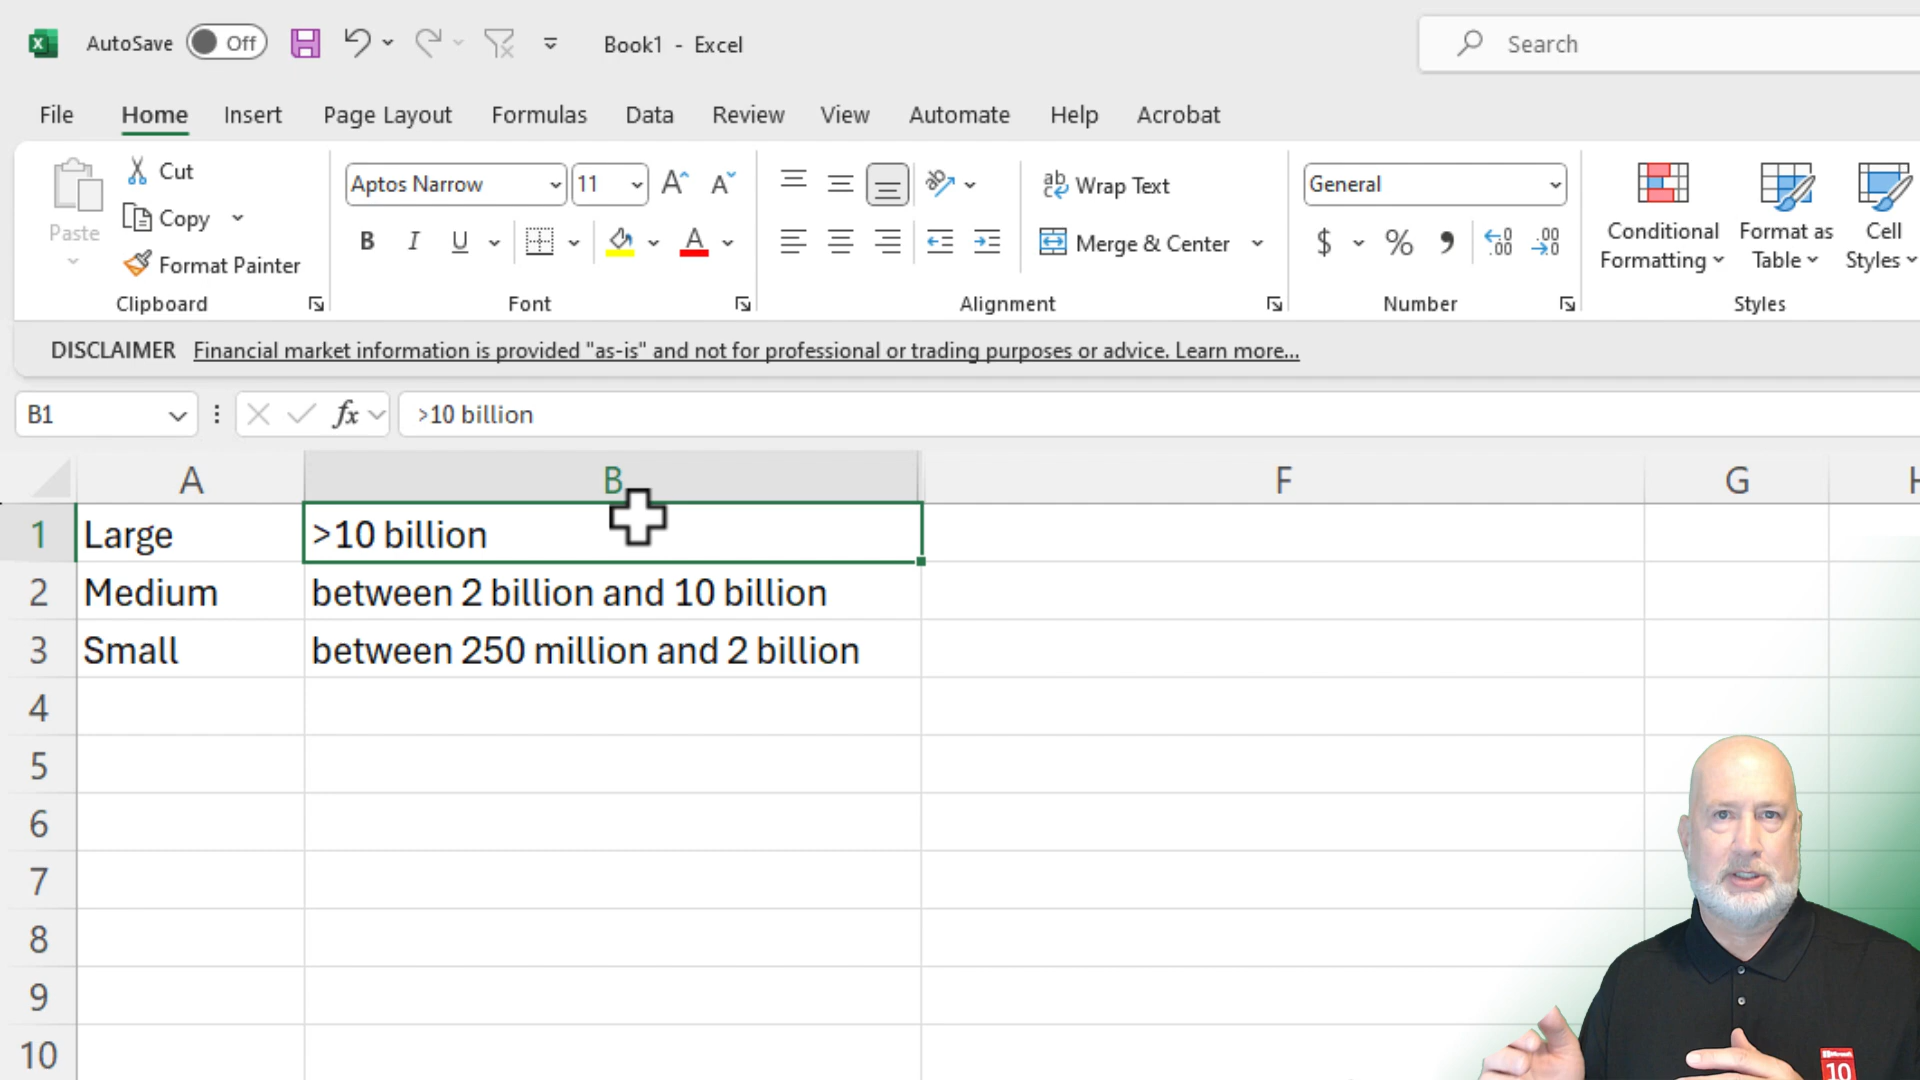 AutoSave Off Book1 - Excel Search
File Home Insert Page Layout Formulas Data Review View Automate Help Acrobat
Paste
Cut
Copy
Format Painter
Clipboard
Aptos Narrow 11
B I U
Font
Wrap Text
Merge & Center
Alignment
General
$ % ,
Number
Conditional Formatting
Format as Table
Cell Styles
Styles
DISCLAIMER Financial market information is provided "as-is" and not for professional or trading purposes or advice. Learn more...
B1 fx >10 billion
A B F G H
1 Large >10 billion
2 Medium between 2 billion and 10 billion
3 Small between 250 million and 2 billion
4
5
6
7
8
9
10
Microsoft
10